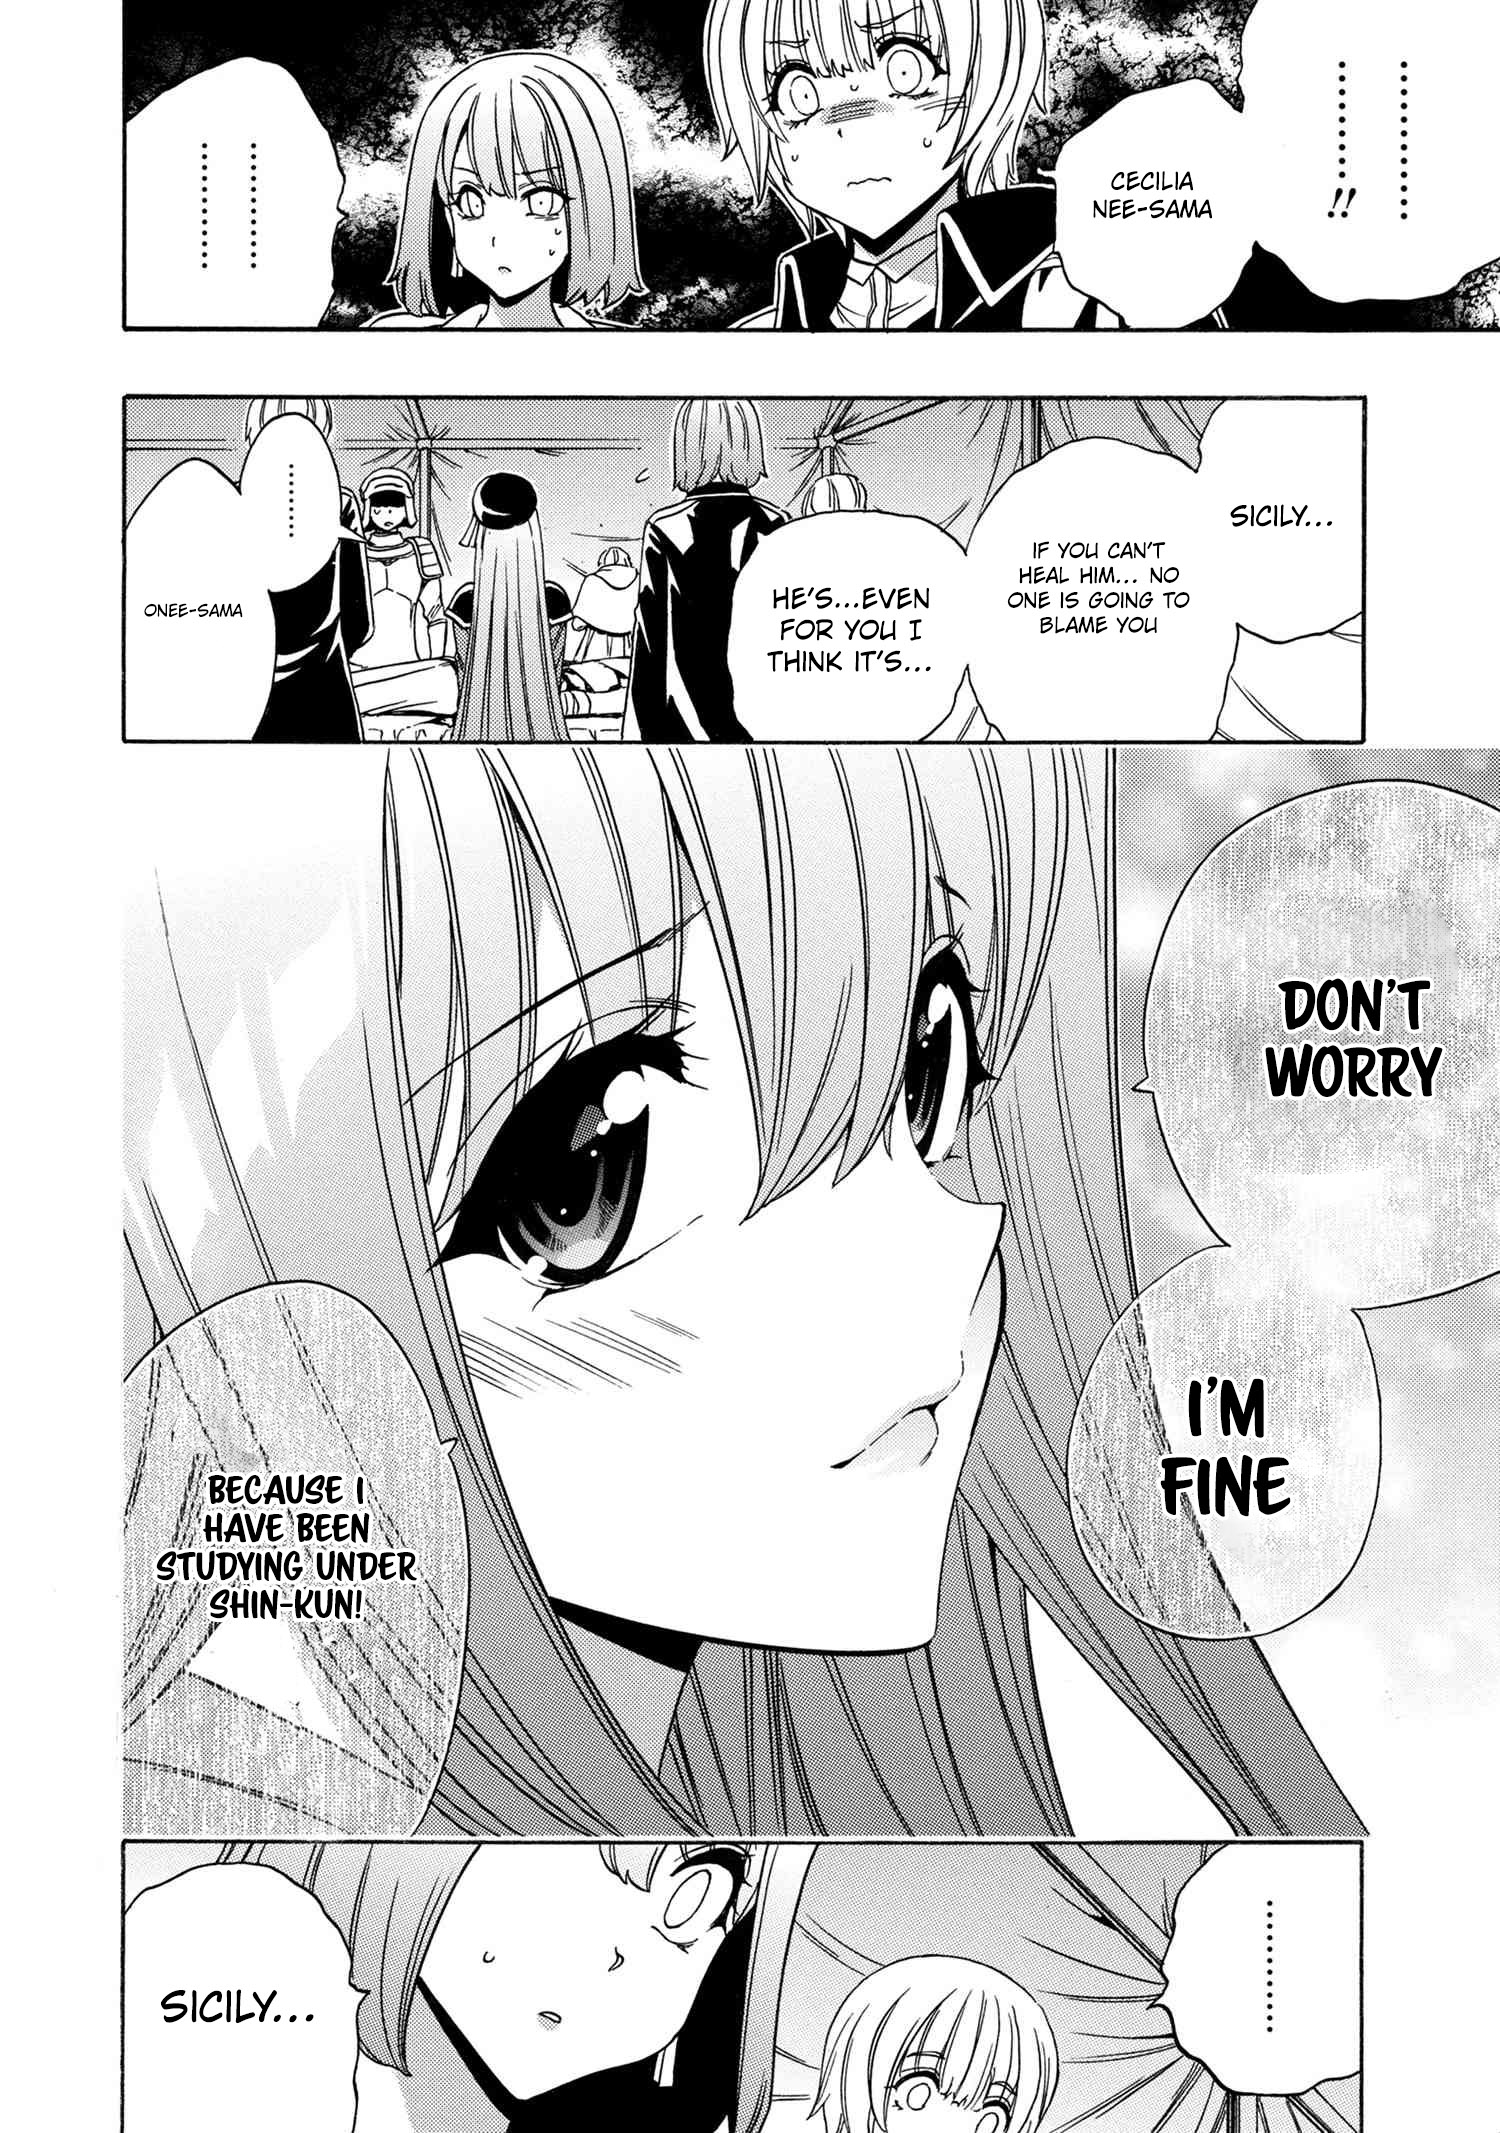 !!
CECILIA
NEE-SAMA
SICILY...
IF YOU CAN'T
HEAL HIM... NO
ONE IS GOING TO
BLAME YOU
HE'S...EVEN
FOR YOU I
THINK IT'S...
ONEE-SAMA
DON'T
WORRY
I'M
FINE
BECAUSE I
HAVE BEEN
STUDYING UNDER
SHIN-KUN!
SICILY...